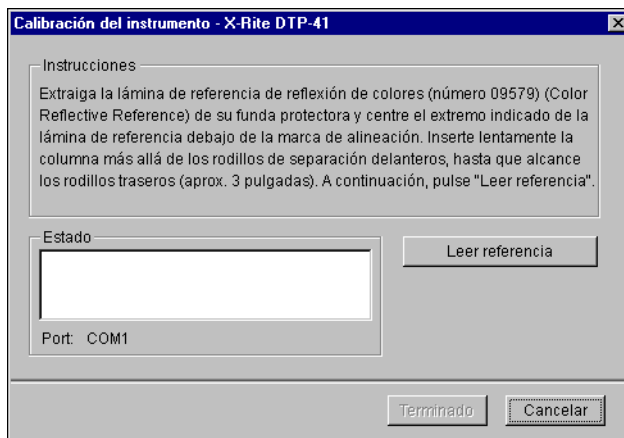 Calibración del instrumento - X-Rite DTP-41
Instrucciones
Extraiga la lámina de referencia de reflexión de colores (número 09579) (Color
Reflective Reference) de su funda protectora y centre el extremo indicado de la
lámina de referencia debajo de la marca de alineación. Inserte lentamente la
columna más allá de los rodillos de separación delanteros, hasta que alcance
los rodillos traseros (aprox. 3 pulgadas). A continuación, pulse "Leer referencia".
Estado
Leer referencia
Port: COM1
Terminado
Cancelar